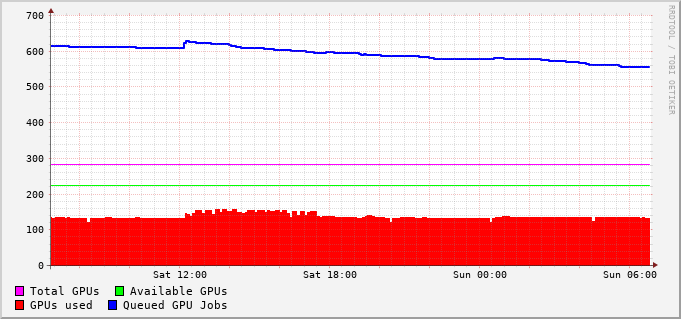 RRDTOOL / TOBI OETIKER
700
600
500
400
300
200
100
0
Sat 12:00 Sat 18:00 Sun 00:00 Sun 06:00
Total GPUs Available GPUs
GPUs used Queued GPU Jobs